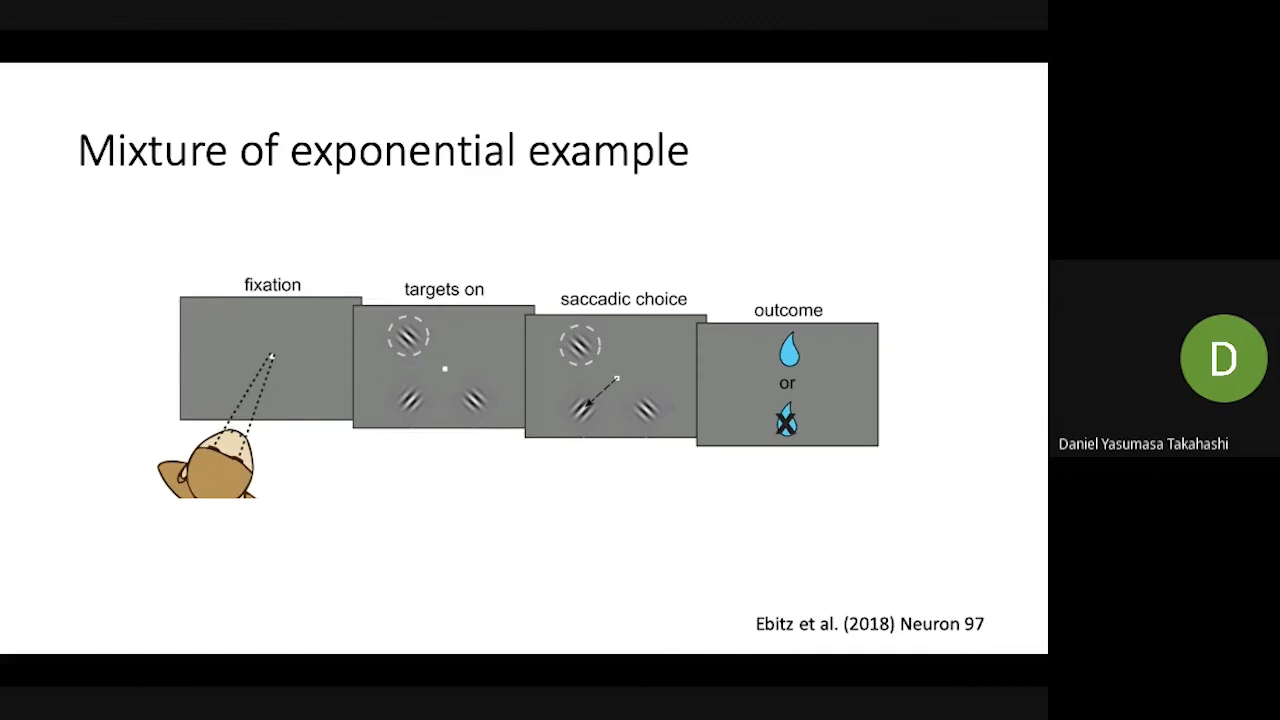 Mixture of exponential example
fixation
targets on
saccadic choice
outcome
or
Ebitz et al. (2018) Neuron 97
D
Daniel Yasumasa Takahashi